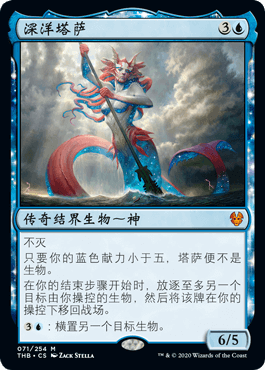 深洋塔萨 3
传奇结界生物～神
不灭
只要你的蓝色献力小于五，塔萨便不是
生物。
在你的结束步骤开始时，放逐至多另一个
目标由你操控的生物，然后将该牌在你的
操控下移回战场。
3 ：横置另一个目标生物。
6/5
071/254 M
THB • CS ZACK STELLA
™ & © 2020 Wizards of the Coast